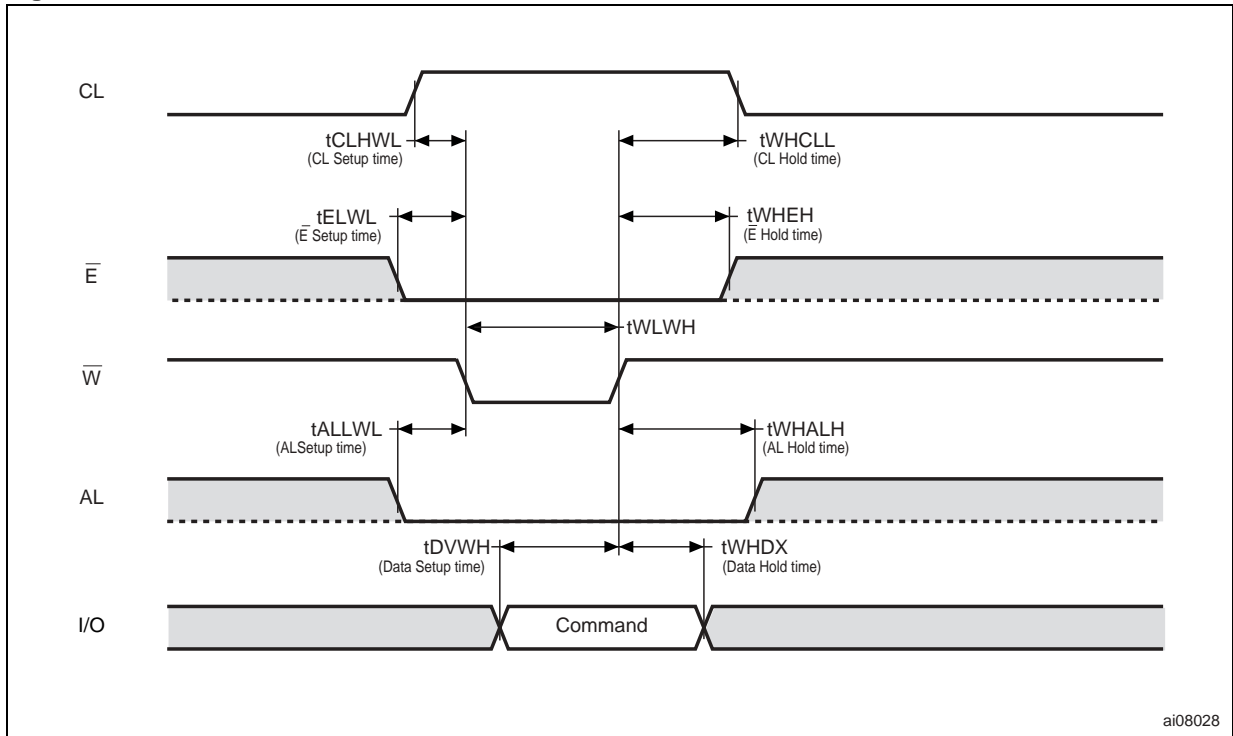 CL
tCLHWL
(CL Setup time)
tWHCLL
(CL Hold time)
tELWL
(E̅ Setup time)
tWHEH
(E̅ Hold time)
E̅
tWLWH
W̅
tALLWL
(ALSetup time)
tWHALH
(AL Hold time)
AL
tDVWH
(Data Setup time)
tWHDX
(Data Hold time)
I/O
Command
ai08028